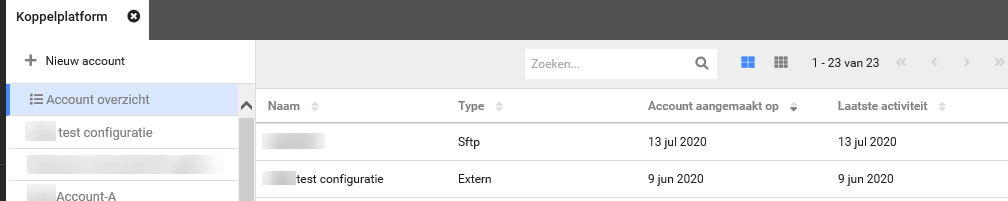 Koppelplatform
Nieuw account
Zoeken...
1 - 23 van 23
Account overzicht
test configuratie
Account-A
Naam Type Account aangemaakt op Laatste activiteit
Sftp 13 jul 2020 13 jul 2020
test configuratie Extern 9 jun 2020 9 jun 2020